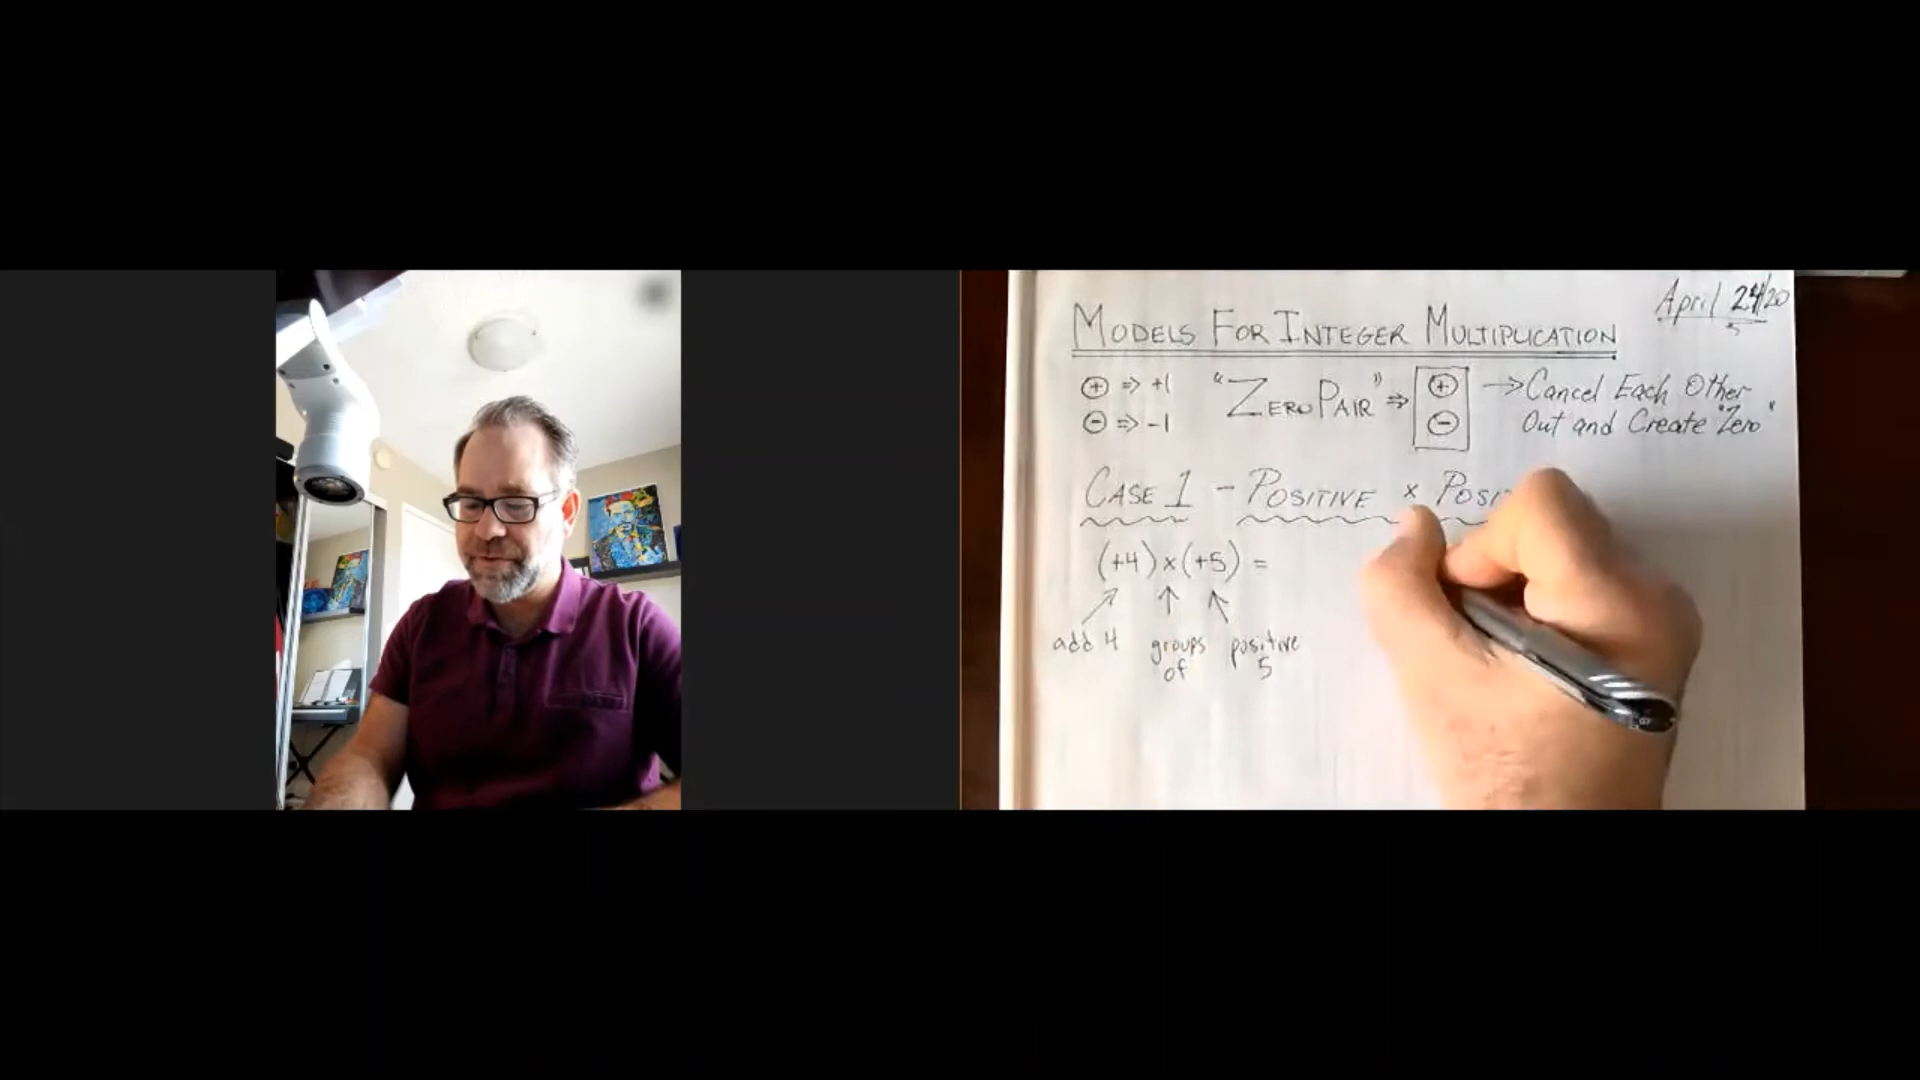 April 24/20
MODELS FOR INTEGER MULTIPLICATION
⊕ => +1
⊖ => -1
"ZERO PAIR" =>
⊕
⊖
→ Cancel Each Other
Out and Create "Zero"
CASE 1 - POSITIVE × POSI
(+4) × (+5) =
add 4 groups of positive 5